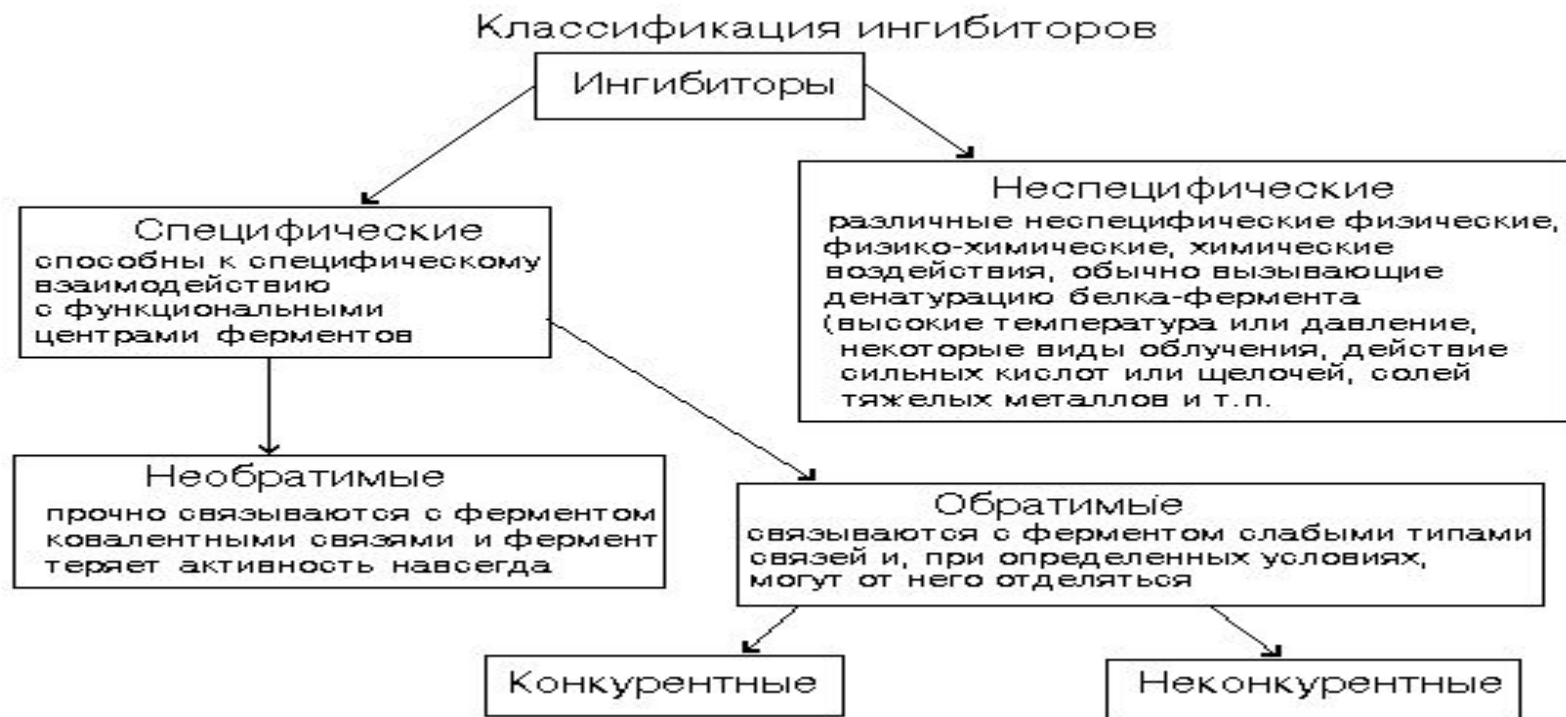 Классификация ингибиторов
Ингибиторы
Специфические
способны к специфическому
взаимодействию
с функциональными
центрами ферментов
Неспецифические
различные неспецифические физические,
физико-химические, химические
воздействия, обычно вызывающие
денатурацию белка-фермента
(высокие температура или давление,
некоторые виды облучения, действие
сильных кислот или щелочей, солей
тяжелых металлов и т.п.
Необратимые
прочно связываются с ферментом
ковалентными связями и фермент
теряет активность навсегда
Обратимые
связываются с ферментом слабыми типами
связей и, при определенных условиях,
могут от него отделяться
Конкурентные
Неконкурентные